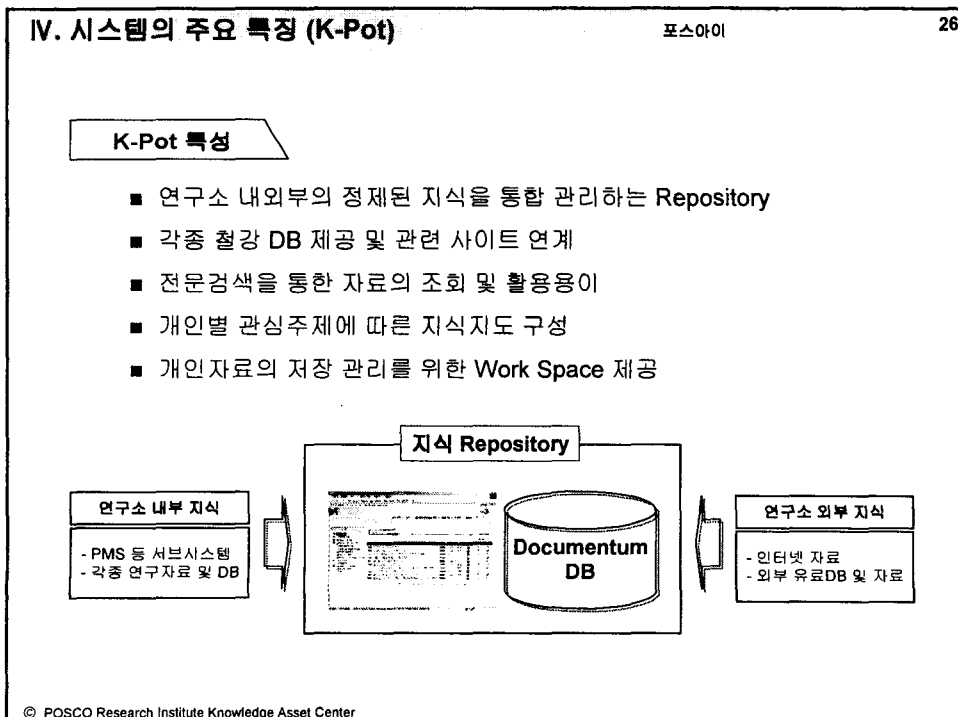 Ⅳ. 시스템의 주요 특징 (K-Pot)
포스아이
26
K-Pot 특성
■ 연구소 내외부의 정제된 지식을 통합 관리하는 Repository
■ 각종 철강 DB 제공 및 관련 사이트 연계
■ 전문검색을 통한 자료의 조회 및 활용용이
■ 개인별 관심주제에 따른 지식지도 구성
■ 개인자료의 저장 관리를 위한 Work Space 제공
지식 Repository
연구소 내부 지식
- PMS 등 서브시스템
- 각종 연구자료 및 DB
Documentum
DB
연구소 외부 지식
- 인터넷 자료
- 외부 유료DB 및 자료
© POSCO Research Institute Knowledge Asset Center